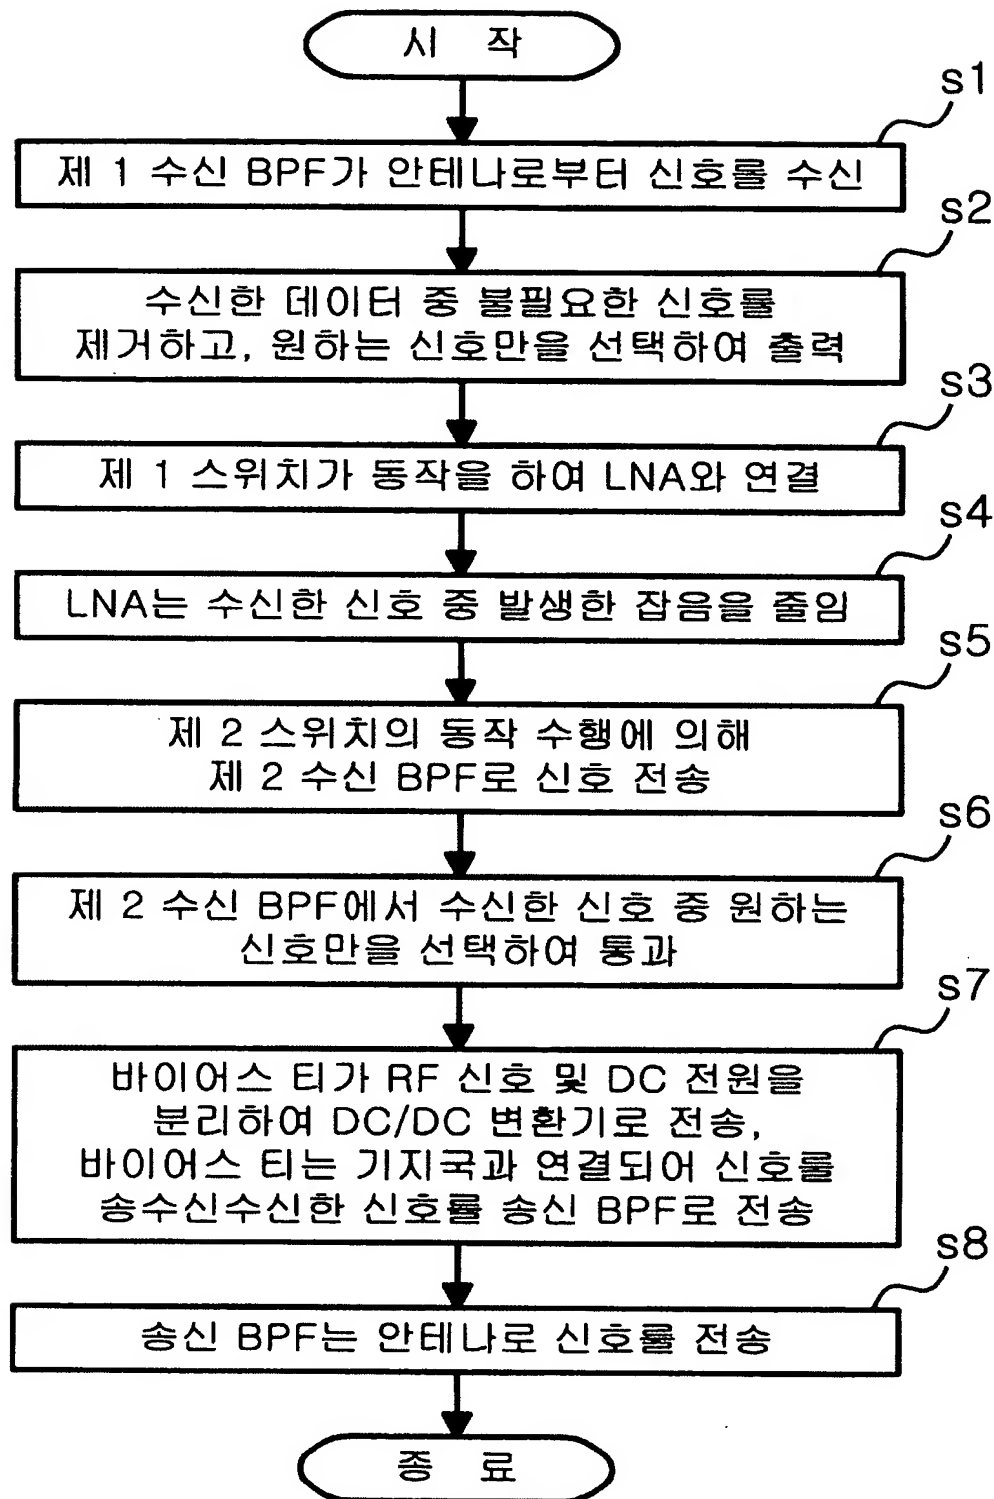 시 작
s1
제 1 수신 BPF가 안테나로부터 신호를 수신
s2
수신한 데이터 중 불필요한 신호를
제거하고, 원하는 신호만을 선택하여 출력
s3
제 1 스위치가 동작을 하여 LNA와 연결
s4
LNA는 수신한 신호 중 발생한 잡음을 줄임
s5
제 2 스위치의 동작 수행에 의해
제 2 수신 BPF로 신호 전송
s6
제 2 수신 BPF에서 수신한 신호 중 원하는
신호만을 선택하여 통과
s7
바이어스 티가 RF 신호 및 DC 전원을
분리하여 DC/DC 변환기로 전송,
바이어스 티는 기지국과 연결되어 신호를
송수신수신한 신호를 송신 BPF로 전송
s8
송신 BPF는 안테나로 신호를 전송
종 료